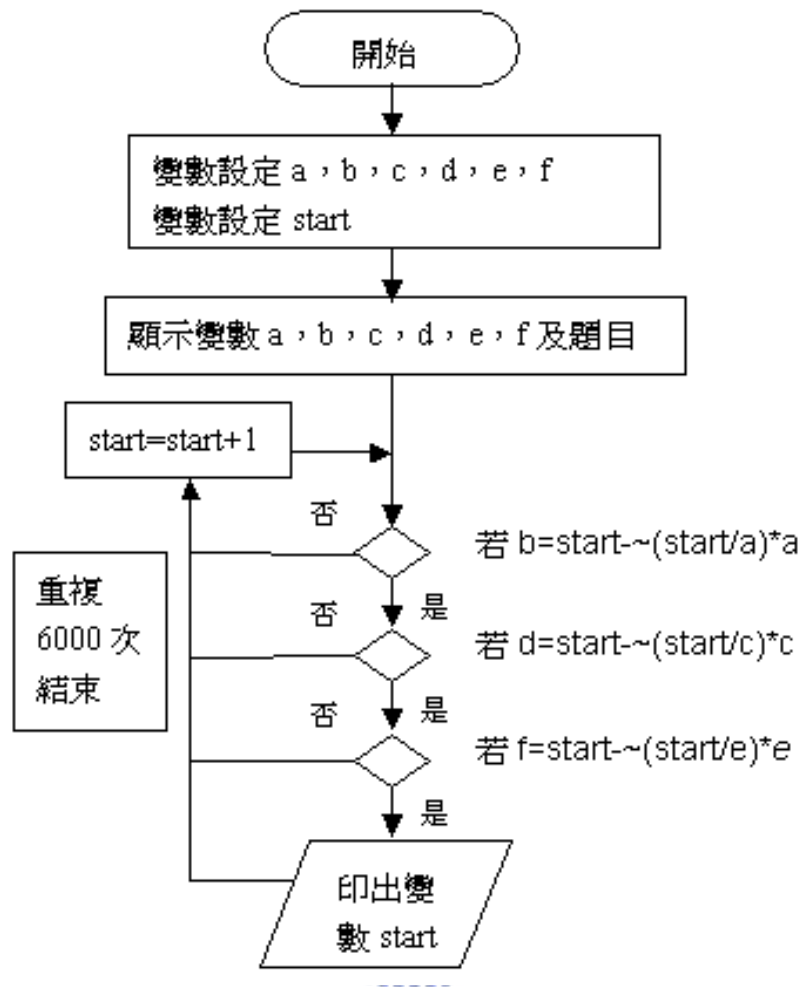 開始
變數設定 a，b，c，d，e，f
變數設定 start
顯示變數 a，b，c，d，e，f 及題目
start=start+1
否
若 b=start-~(start/a)*a
是
重複
6000 次
結束
否
若 d=start-~(start/c)*c
是
否
若 f=start-~(start/e)*e
是
印出變
數 start